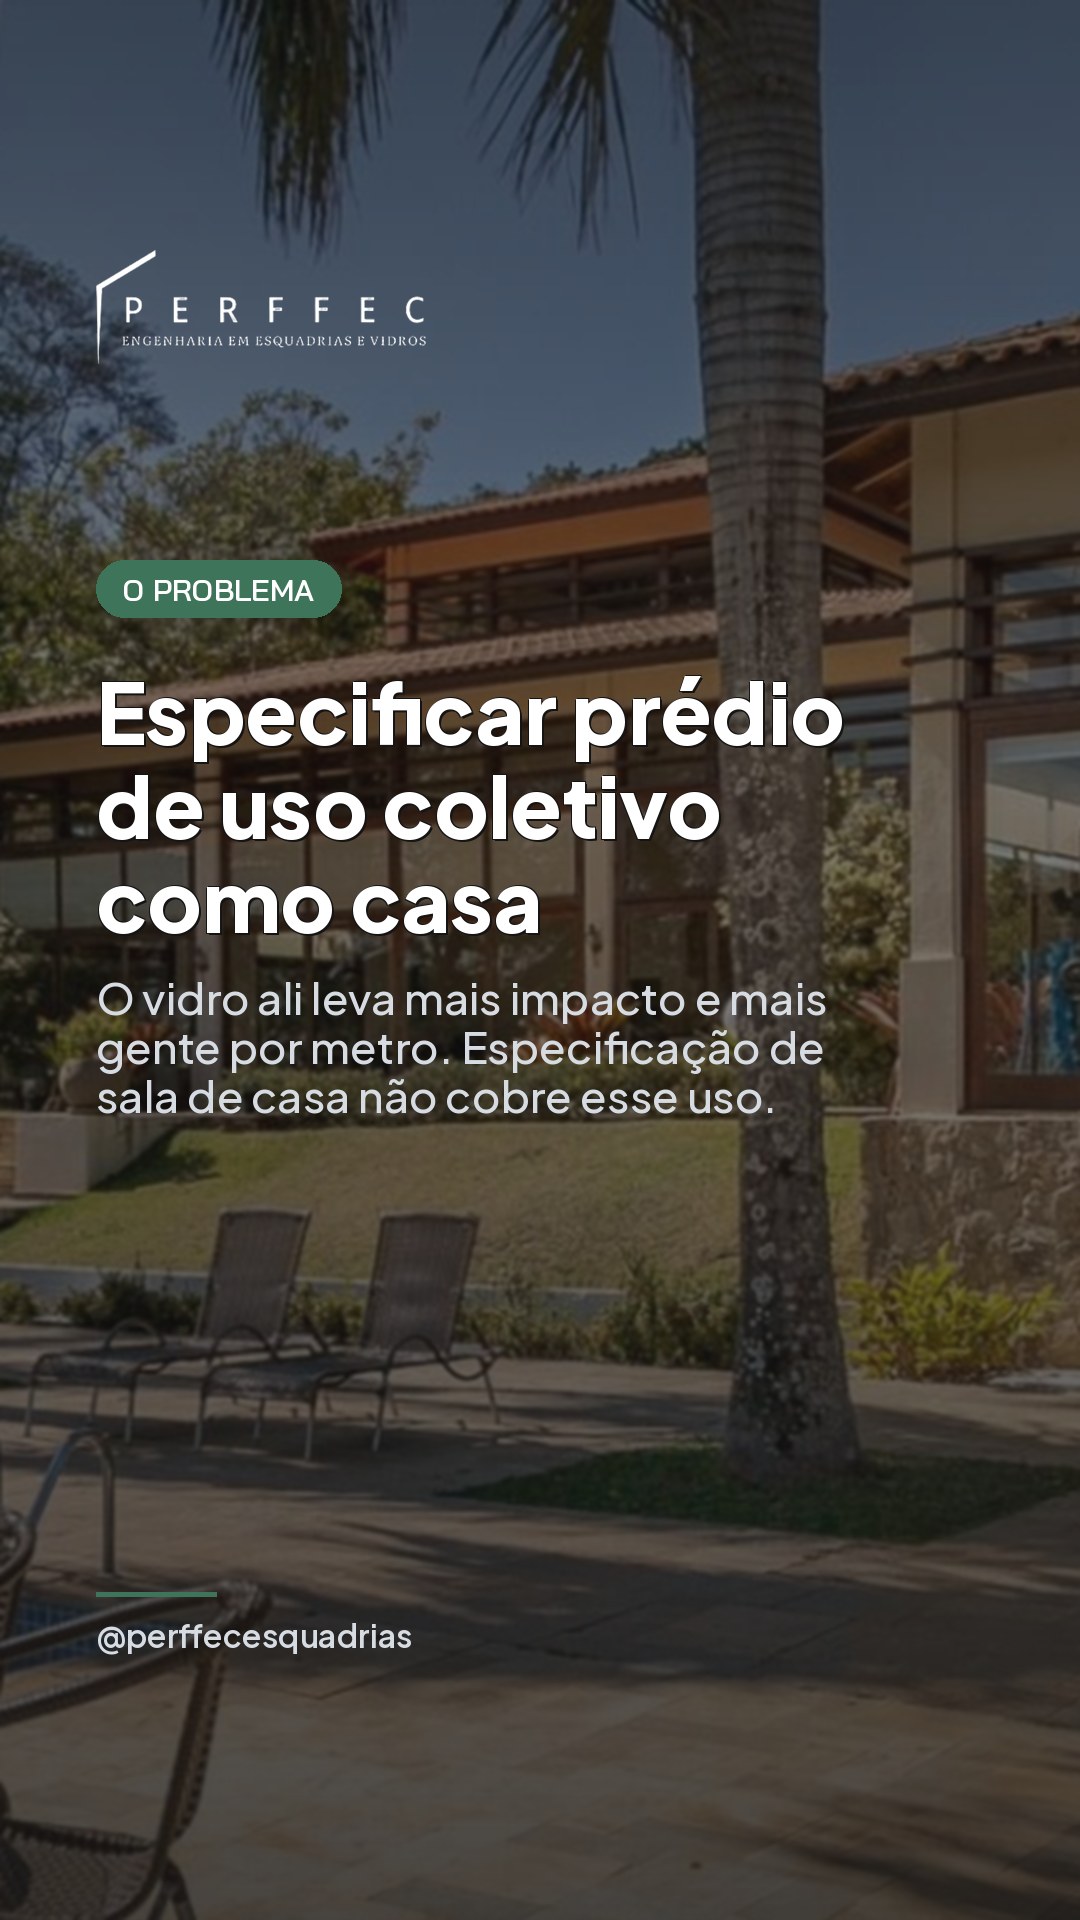 PERFFEC
ENGENHARIA EM ESQUADRIAS E VIDROS
O PROBLEMA
Especificar prédio
de uso coletivo
como casa
O vidro ali leva mais impacto e mais
gente por metro. Especificação de
sala de casa não cobre esse uso.
@perffecesquadrias